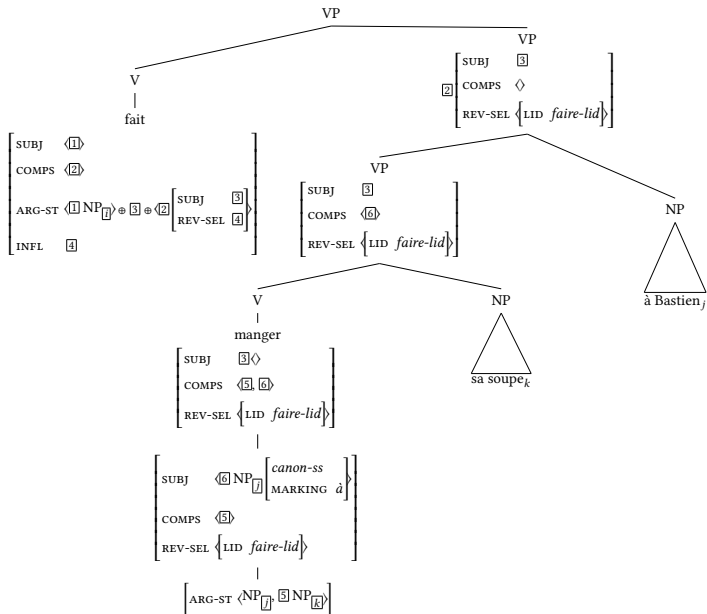 VP
VP
V
fait
2 [SUBJ 3
COMPS ⟨⟩
REV-SEL ⟨[LID faire-lid]⟩]
[SUBJ ⟨1⟩
COMPS ⟨2⟩
ARG-ST ⟨1 NP i⟩ ⊕ 3 ⊕ ⟨2 [SUBJ 3
REV-SEL 4]⟩
INFL 4]
VP
[SUBJ 3
COMPS ⟨6⟩
REV-SEL ⟨[LID faire-lid]⟩]
NP
à Bastien j
V
manger
[SUBJ 3 ⟨⟩
COMPS ⟨5, 6⟩
REV-SEL ⟨[LID faire-lid]⟩]
NP
sa soupe k
[SUBJ ⟨6 NP j [canon-ss
MARKING à]⟩
COMPS ⟨5⟩
REV-SEL ⟨[LID faire-lid]⟩]
[ARG-ST ⟨NP j, 5 NP k⟩]